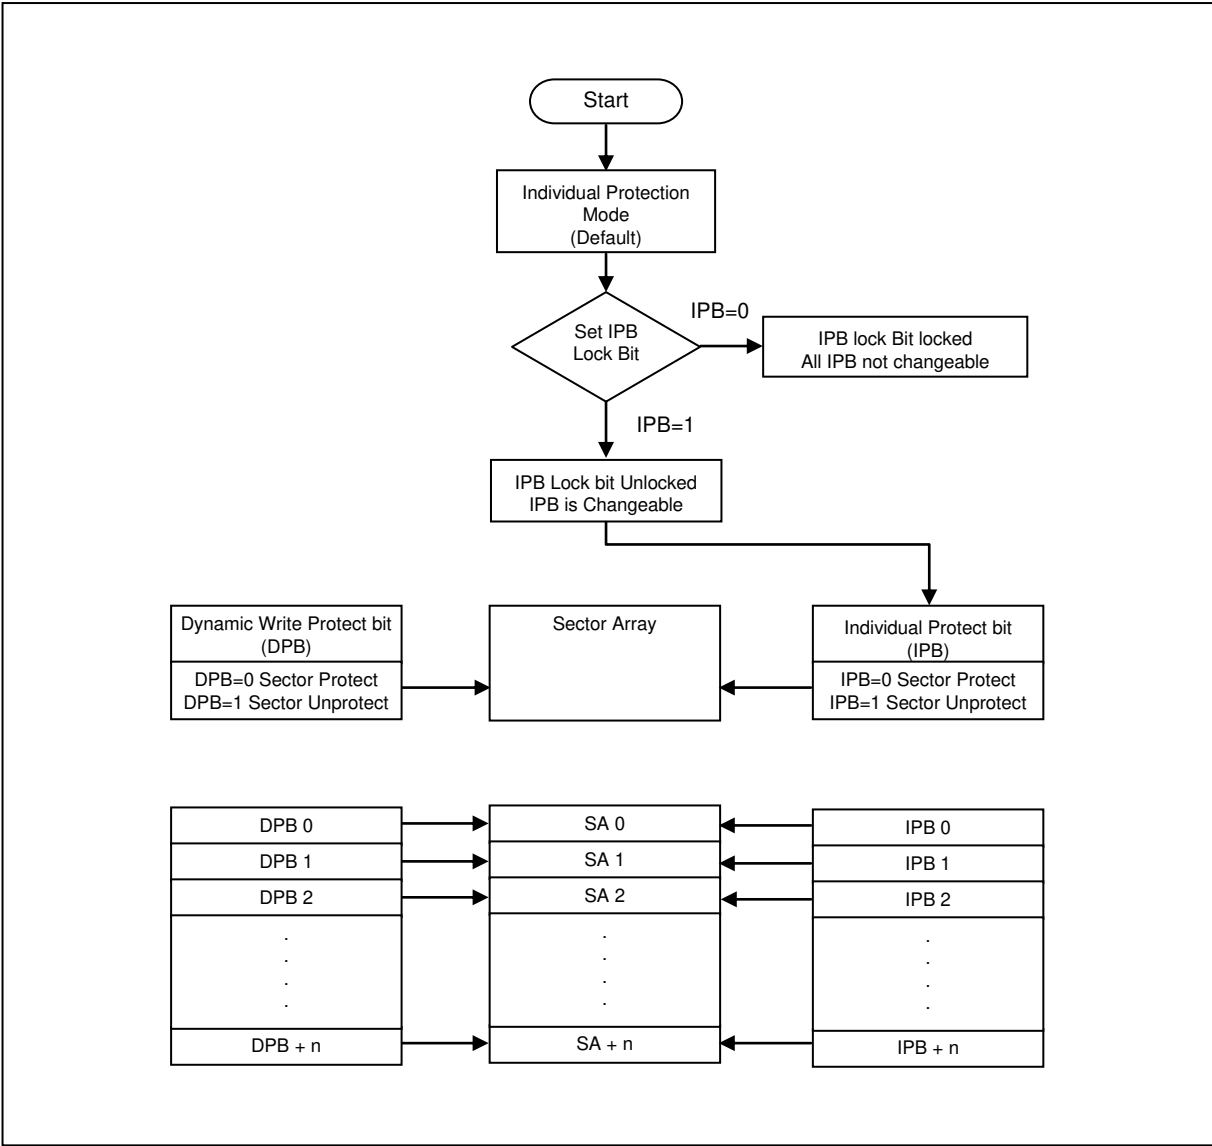 Start
Individual Protection
Mode
(Default)
IPB=0
Set IPB
Lock Bit
IPB lock Bit locked
All IPB not changeable
IPB=1
IPB Lock bit Unlocked
IPB is Changeable
Dynamic Write Protect bit
(DPB)
DPB=0 Sector Protect
DPB=1 Sector Unprotect
Sector Array
Individual Protect bit
(IPB)
IPB=0 Sector Protect
IPB=1 Sector Unprotect
DPB 0
SA 0
IPB 0
DPB 1
SA 1
IPB 1
DPB 2
SA 2
IPB 2
. . .
. . .
. . .
. . .
DPB + n
SA + n
IPB + n